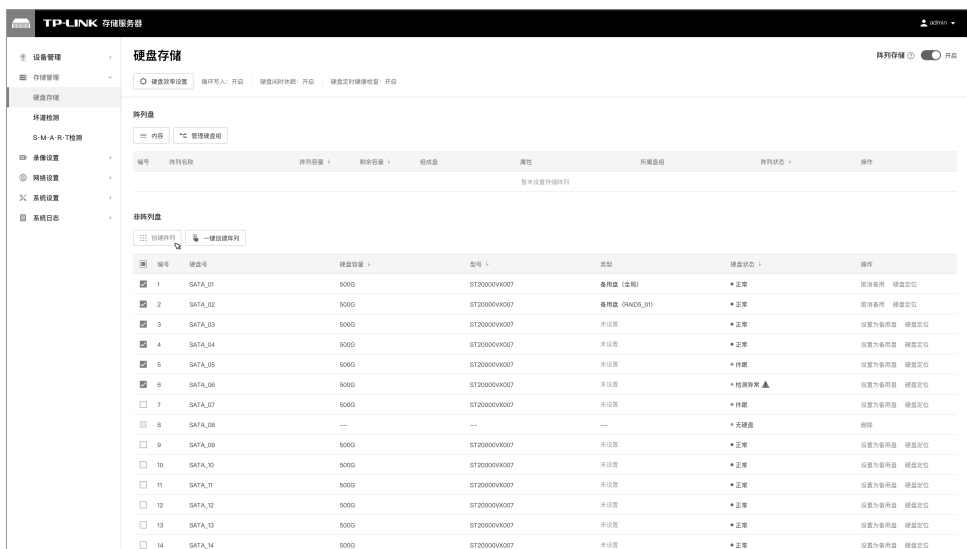 TP-LINK 存储服务器
admin
设备管理
存储管理
硬盘存储
坏道检测
S·M·A·R·T检测
录像设置
网络设置
系统设置
系统日志
硬盘存储
阵列存储 开启
硬盘效率设置 循环写入：开启 硬盘闲时休眠：开启 硬盘定时健康检查：开启
阵列盘
内容 管理硬盘组
编号 阵列名称 阵列容量 剩余容量 组成盘 属性 所属盘组 阵列状态 操作
暂未设置存储阵列
非阵列盘
创建阵列 一键创建阵列
编号 硬盘号 硬盘容量 型号 类型 硬盘状态 操作
1 SATA_01 500G ST20000VX007 备用盘（全局） 正常 取消备用 硬盘定位
2 SATA_02 500G ST20000VX007 备用盘（RAID5_01） 正常 取消备用 硬盘定位
3 SATA_03 500G ST20000VX007 未设置 正常 设置为备用盘 硬盘定位
4 SATA_04 500G ST20000VX007 未设置 正常 设置为备用盘 硬盘定位
5 SATA_05 500G ST20000VX007 未设置 休眠 设置为备用盘 硬盘定位
6 SATA_06 500G ST20000VX007 未设置 检测异常 设置为备用盘 硬盘定位
7 SATA_07 500G ST20000VX007 未设置 休眠 设置为备用盘 硬盘定位
8 SATA_08 -- -- -- 无硬盘 删除
9 SATA_09 500G ST20000VX007 未设置 正常 设置为备用盘 硬盘定位
10 SATA_10 500G ST20000VX007 未设置 正常 设置为备用盘 硬盘定位
11 SATA_11 500G ST20000VX007 未设置 正常 设置为备用盘 硬盘定位
12 SATA_12 500G ST20000VX007 未设置 正常 设置为备用盘 硬盘定位
13 SATA_13 500G ST20000VX007 未设置 正常 设置为备用盘 硬盘定位
14 SATA_14 500G ST20000VX007 未设置 正常 设置为备用盘 硬盘定位